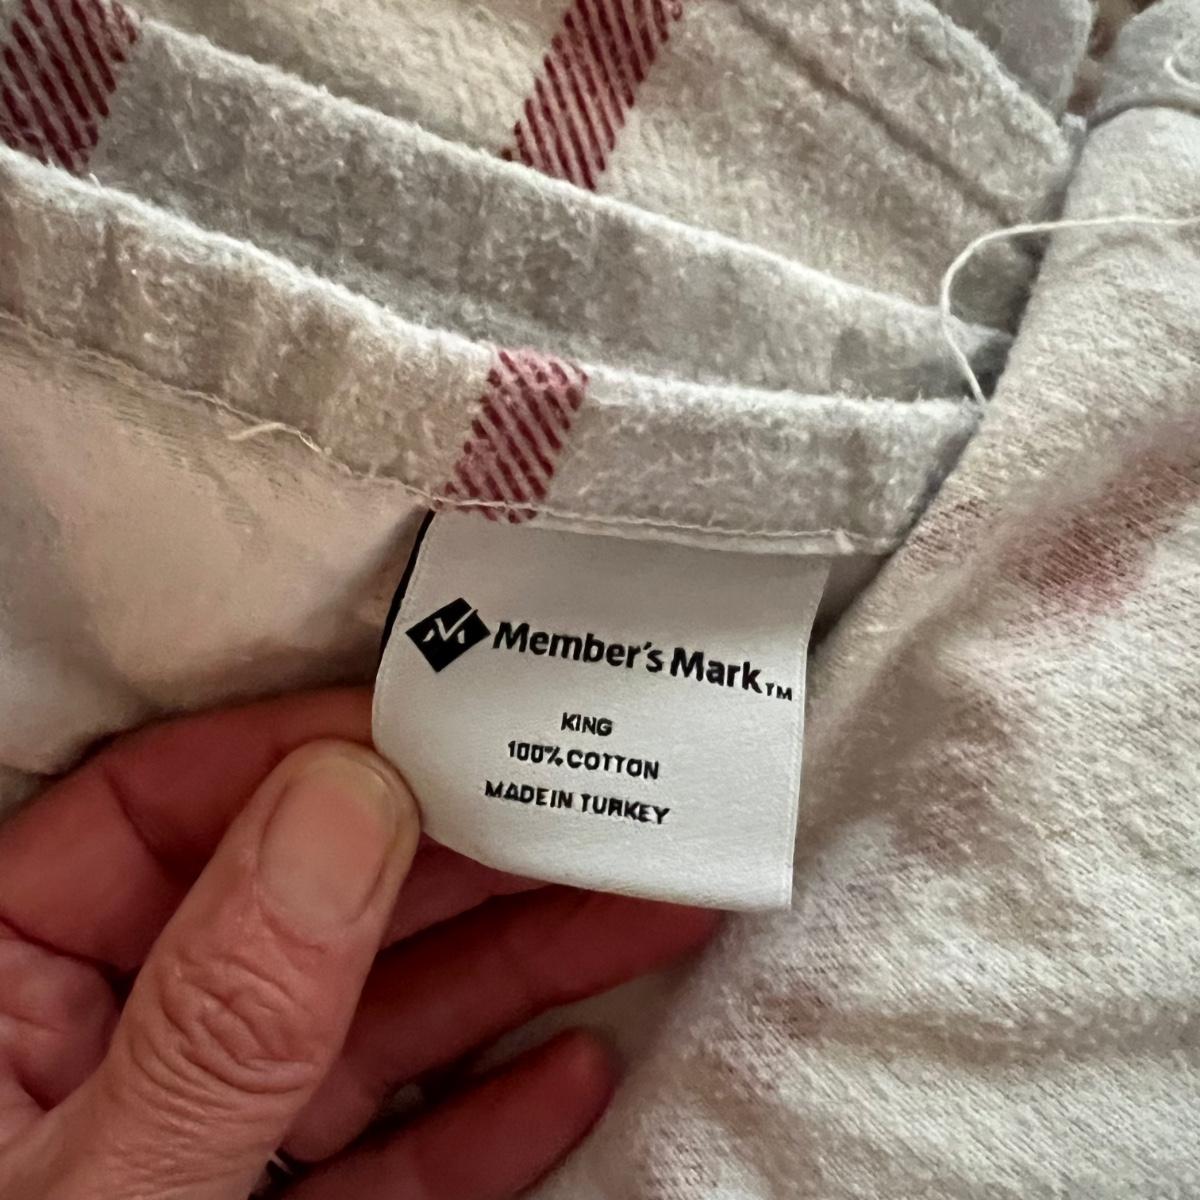 Member's Mark™
KING
100% COTTON
MADE IN TURKEY